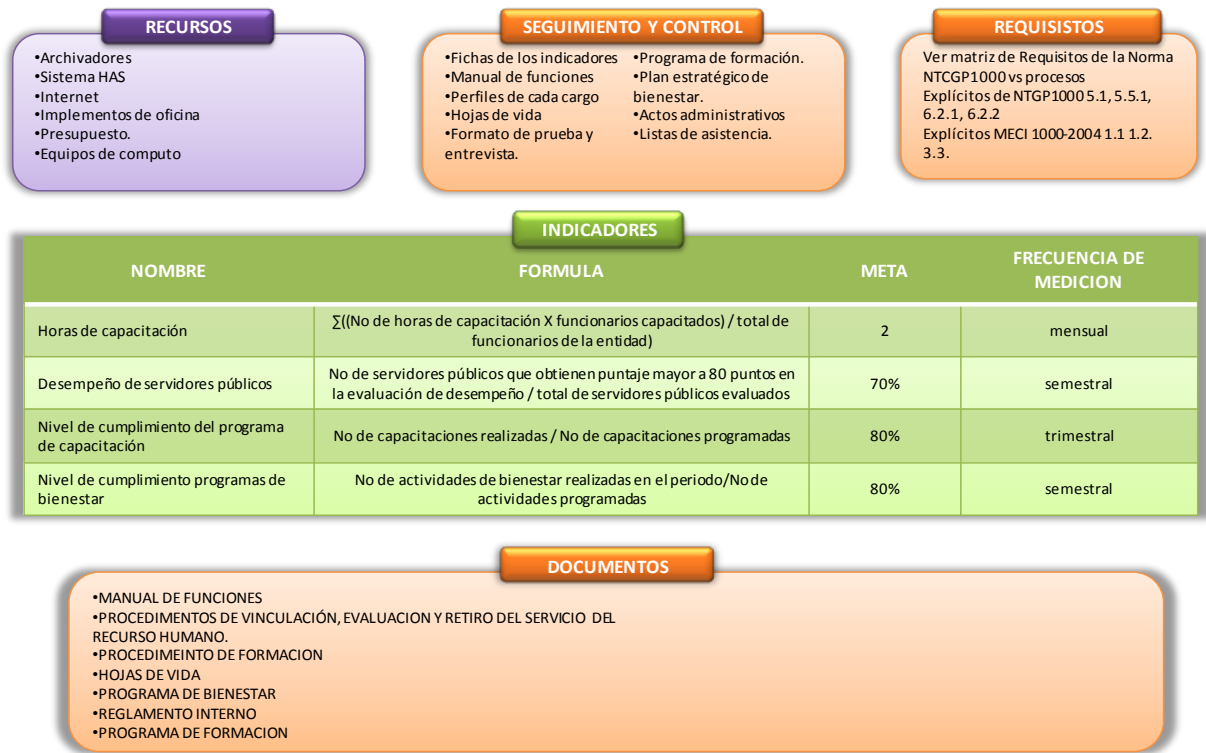 RECURSOS
•Archivadores
•Sistema HAS
•Internet
•Implementos de oficina
•Presupuesto.
•Equipos de computo
SEGUIMIENTO Y CONTROL
•Fichas de los indicadores
•Manual de funciones
•Perfiles de cada cargo
•Hojas de vida
•Formato de prueba y
entrevista.
•Programa de formación.
•Plan estratégico de
bienestar.
•Actos administrativos
•Listas de asistencia.
REQUISISTOS
Ver matriz de Requisitos de la Norma
NTCGP1000 vs procesos
Explícitos de NTGP1000 5.1, 5.5.1,
6.2.1, 6.2.2
Explícitos MECI 1000-2004 1.1 1.2.
3.3.
INDICADORES
NOMBRE
FORMULA
META
FRECUENCIA DE
MEDICION
Horas de capacitación
∑((No de horas de capacitación X funcionarios capacitados) / total de
funcionarios de la entidad)
2
mensual
Desempeño de servidores públicos
No de servidores públicos que obtienen puntaje mayor a 80 puntos en
la evaluación de desempeño / total de servidores públicos evaluados
70%
semestral
Nivel de cumplimiento del programa
de capacitación
No de capacitaciones realizadas / No de capacitaciones programadas
80%
trimestral
Nivel de cumplimiento programas de
bienestar
No de actividades de bienestar realizadas en el periodo/No de
actividades programadas
80%
semestral
DOCUMENTOS
•MANUAL DE FUNCIONES
•PROCEDIMIENTOS DE VINCULACIÓN, EVALUACION Y RETIRO DEL SERVICIO DEL
RECURSO HUMANO.
•PROCEDIMEINTO DE FORMACION
•HOJAS DE VIDA
•PROGRAMA DE BIENESTAR
•REGLAMENTO INTERNO
•PROGRAMA DE FORMACION